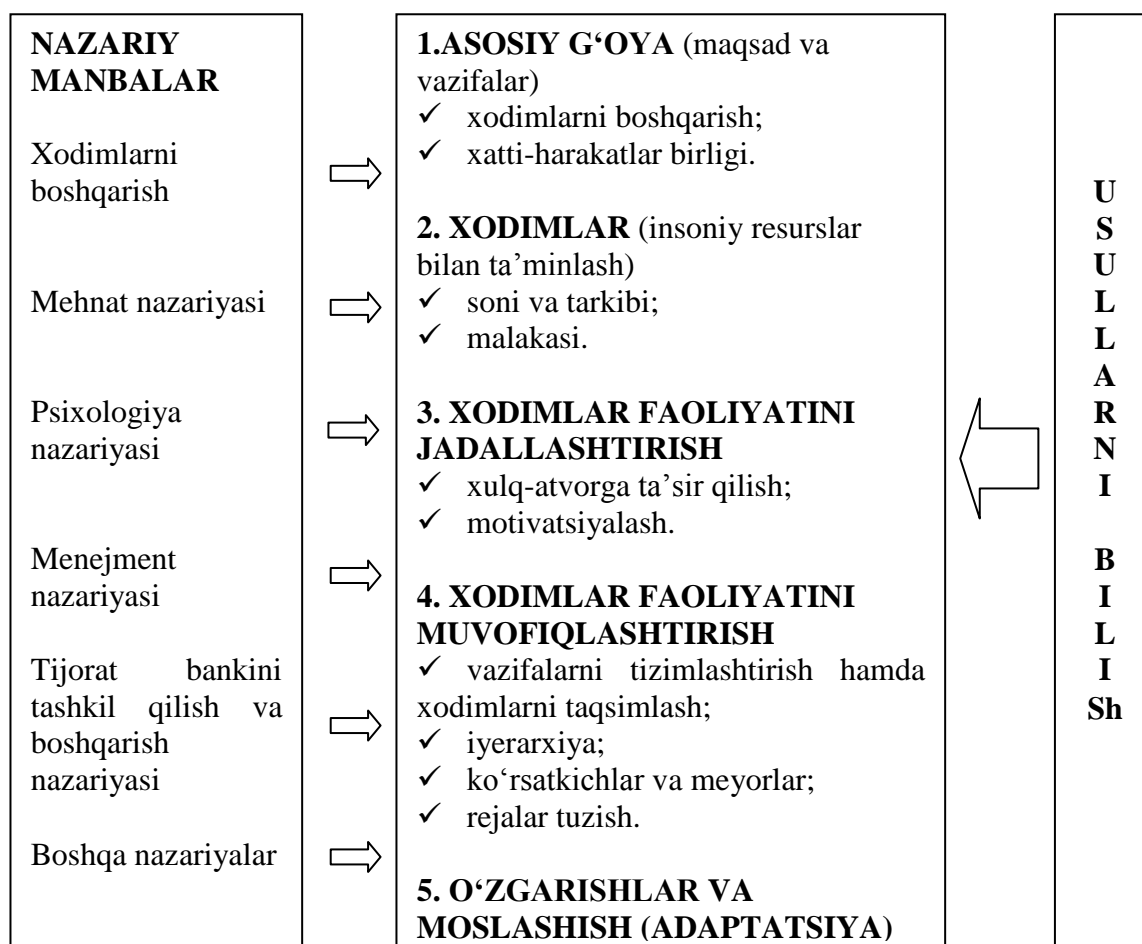 NAZARIY
MANBALAR
Xodimlarni
boshqarish
Mehnat nazariyasi
Psixologiya
nazariyasi
Menejment
nazariyasi
Tijorat bankini
tashkil qilish va
boshqarish
nazariyasi
Boshqa nazariyalar
1.ASOSIY G‘OYA (maqsad va
vazifalar)
✓ xodimlarni boshqarish;
✓ xatti-harakatlar birligi.
2. XODIMLAR (insoniy resurslar
bilan ta’minlash)
✓ soni va tarkibi;
✓ malakasi.
3. XODIMLAR FAOLIYATINI
JADALLASHTIRISH
✓ xulq-atvorga ta’sir qilish;
✓ motivatsiyalash.
4. XODIMLAR FAOLIYATINI
MUVOFIQLASHTIRISH
✓ vazifalarni tizimlashtirish hamda
xodimlarni taqsimlash;
✓ iyerarxiya;
✓ ko‘rsatkichlar va meyorlar;
✓ rejalar tuzish.
5. O‘ZGARISHLAR VA
MOSLASHISH (ADAPTATSIYA)
U
S
U
L
L
A
R
N
I
B
I
L
I
Sh